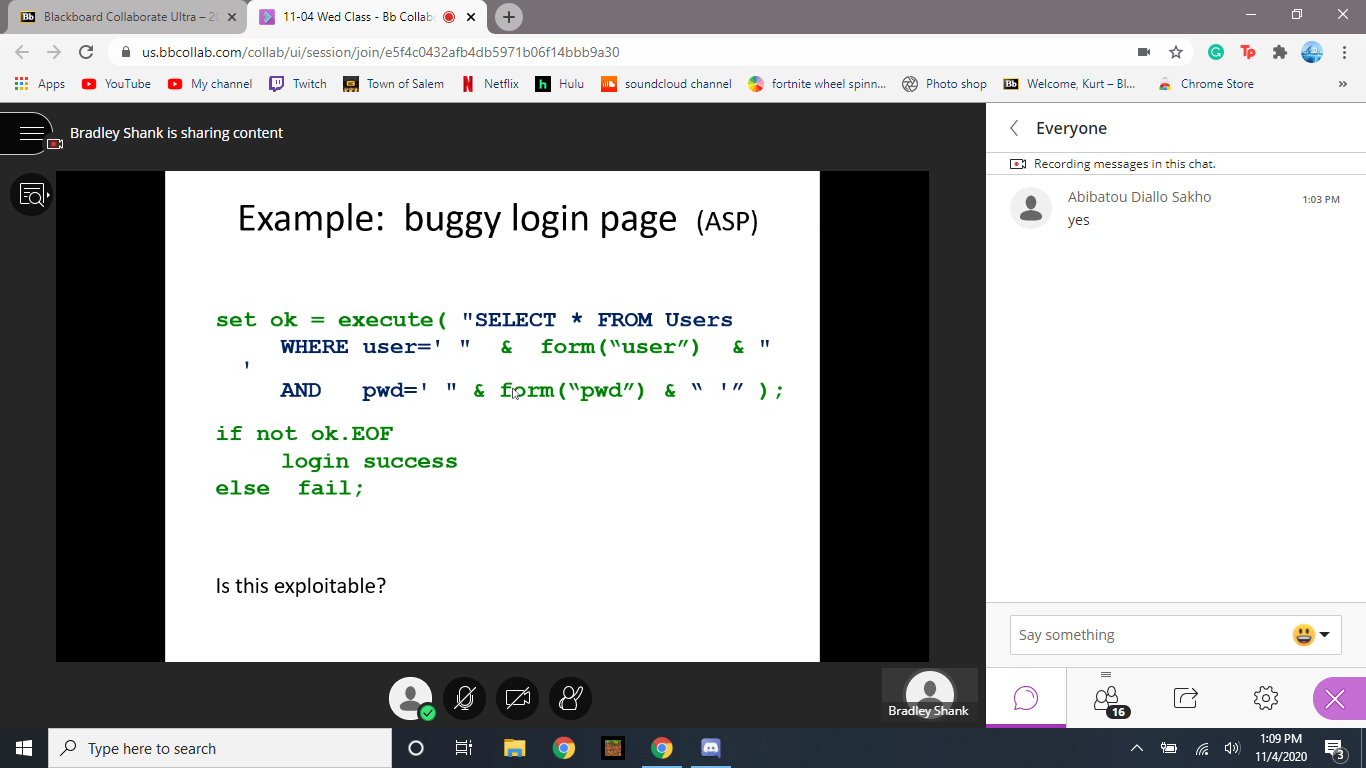 Blackboard Collaborate Ultra – 20
11-04 Wed Class - Bb Collab
us.bbcollab.com/collab/ui/session/join/e5f4c0432afb4db5971b06f14bbb9a30
Apps YouTube My channel Twitch Town of Salem Netflix Hulu soundcloud channel fortnite wheel spinn... Photo shop Bb Welcome, Kurt – Bl... Chrome Store »
Bradley Shank is sharing content
Example: buggy login page (ASP)
set ok = execute( "SELECT * FROM Users
WHERE user=' " & form(“user”) & "
'
AND pwd=' " & form(“pwd”) & “ '” );
if not ok.EOF
login success
else fail;
Is this exploitable?
Bradley Shank
Everyone
Recording messages in this chat.
Abibatou Diallo Sakho 1:03 PM
yes
Say something
16
Type here to search
1:09 PM
11/4/2020
3